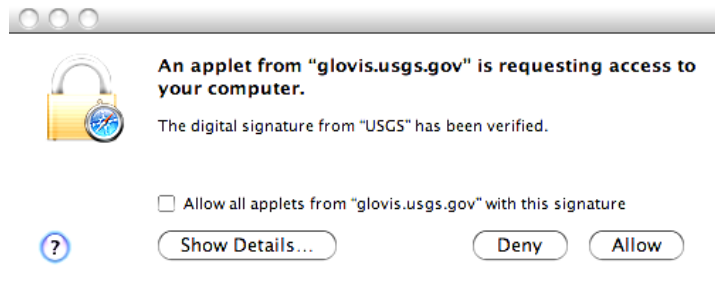 An applet from “glovis.usgs.gov” is requesting access to
your computer.
The digital signature from “USGS” has been verified.
Allow all applets from “glovis.usgs.gov” with this signature
?
Show Details...
Deny
Allow